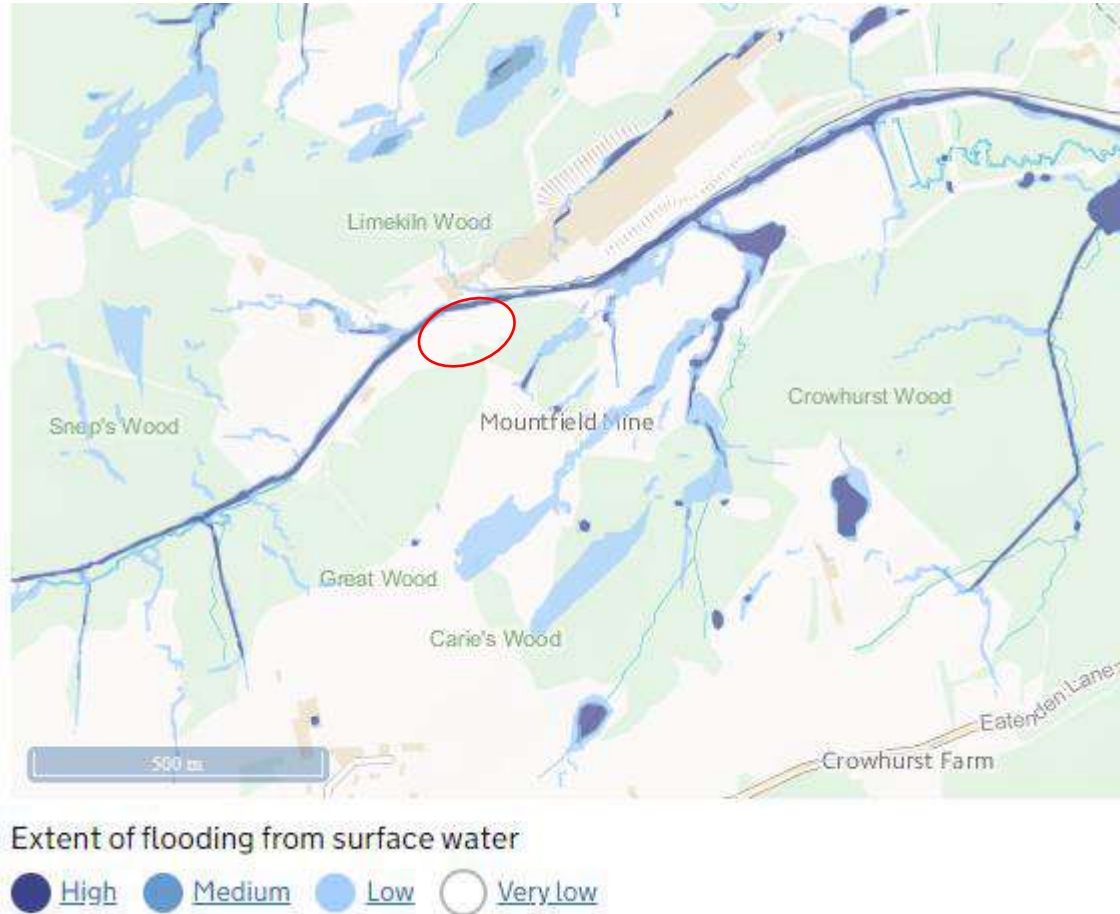 Limekiln Wood
Crowhurst Wood
Mountfield Mine
Snep's Wood
Great Wood
Carie's Wood
Eatenden Lane
Crowhurst Farm
500 m
Extent of flooding from surface water
High Medium Low Very low